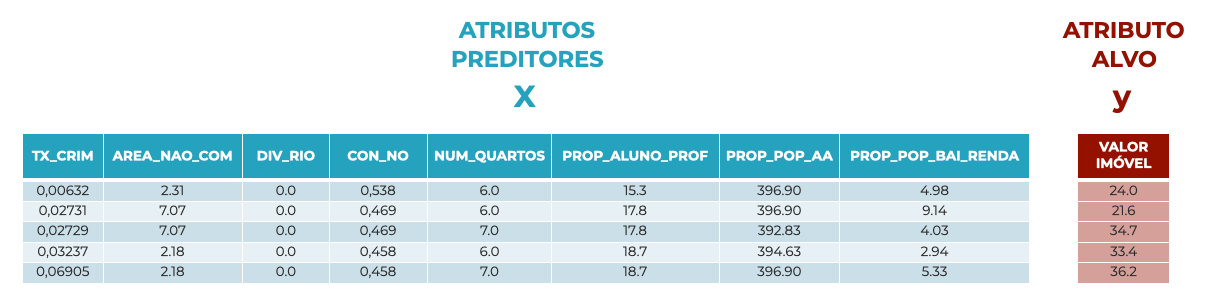 ATRIBUTOS
PREDITORES
X
ATRIBUTO
ALVO
y
TX_CRIM AREA_NAO_COM DIV_RIO CON_NO NUM_QUARTOS PROP_ALUNO_PROF PROP_POP_AA PROP_POP_BAI_RENDA VALOR
IMÓVEL
0,00632 2.31 0.0 0,538 6.0 15.3 396.90 4.98 24.0
0,02731 7.07 0.0 0,469 6.0 17.8 396.90 9.14 21.6
0,02729 7.07 0.0 0,469 7.0 17.8 392.83 4.03 34.7
0,03237 2.18 0.0 0,458 6.0 18.7 394.63 2.94 33.4
0,06905 2.18 0.0 0,458 7.0 18.7 396.90 5.33 36.2